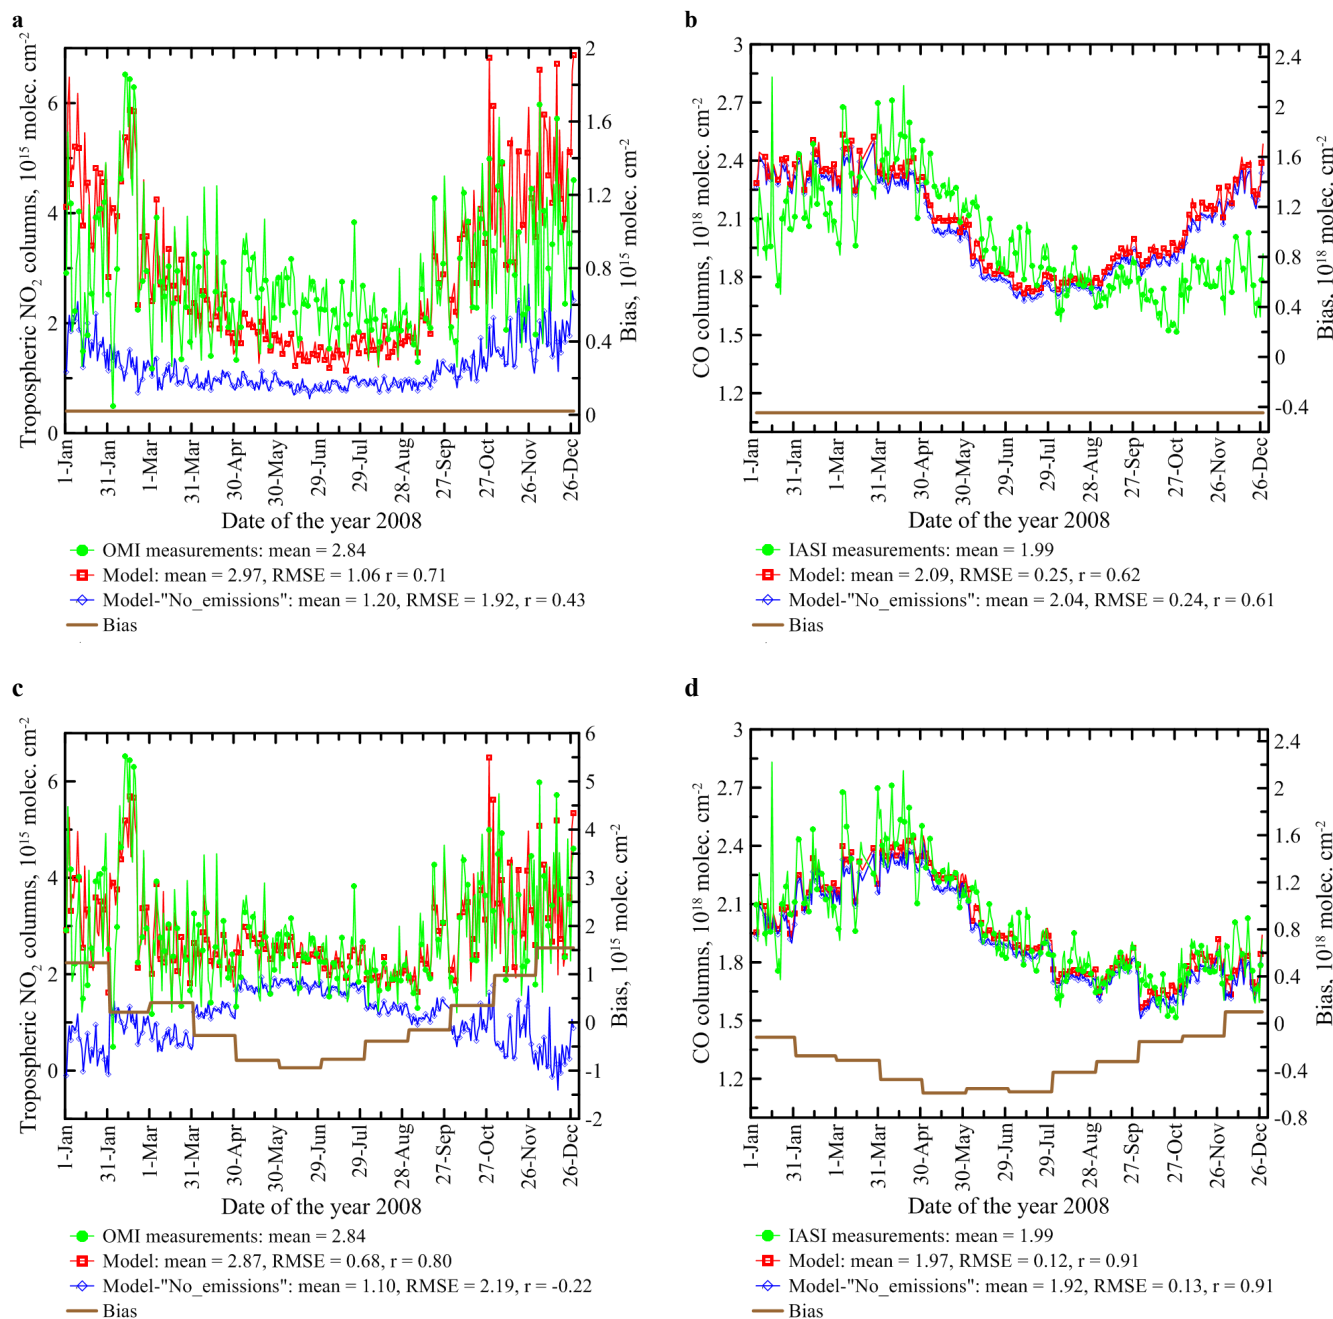 a
Tropospheric NO2 columns, 10^15 molec. cm^-2
6
4
2
0
2
1.6
1.2
0.8
0.4
0
Bias, 10^15 molec. cm^-2
1-Jan
31-Jan
1-Mar
31-Mar
30-Apr
30-May
29-Jun
29-Jul
28-Aug
27-Sep
27-Oct
26-Nov
26-Dec
Date of the year 2008
OMI measurements: mean = 2.84
Model: mean = 2.97, RMSE = 1.06 r = 0.71
Model-"No_emissions": mean = 1.20, RMSE = 1.92, r = 0.43
Bias
b
CO columns, 10^18 molec. cm^-2
3
2.7
2.4
2.1
1.8
1.5
1.2
2.4
2
1.6
1.2
0.8
0.4
0
-0.4
Bias, 10^18 molec. cm^-2
1-Jan
31-Jan
1-Mar
31-Mar
30-Apr
30-May
29-Jun
29-Jul
28-Aug
27-Sep
27-Oct
26-Nov
26-Dec
Date of the year 2008
IASI measurements: mean = 1.99
Model: mean = 2.09, RMSE = 0.25, r = 0.62
Model-"No_emissions": mean = 2.04, RMSE = 0.24, r = 0.61
Bias
c
Tropospheric NO2 columns, 10^15 molec. cm^-2
6
4
2
0
6
5
4
3
2
1
0
-1
-2
Bias, 10^15 molec. cm^-2
1-Jan
31-Jan
1-Mar
31-Mar
30-Apr
30-May
29-Jun
29-Jul
28-Aug
27-Sep
27-Oct
26-Nov
26-Dec
Date of the year 2008
OMI measurements: mean = 2.84
Model: mean = 2.87, RMSE = 0.68, r = 0.80
Model-"No_emissions": mean = 1.10, RMSE = 2.19, r = -0.22
Bias
d
CO columns, 10^18 molec. cm^-2
3
2.7
2.4
2.1
1.8
1.5
1.2
2.4
2
1.6
1.2
0.8
0.4
0
-0.4
-0.8
Bias, 10^18 molec. cm^-2
1-Jan
31-Jan
1-Mar
31-Mar
30-Apr
30-May
29-Jun
29-Jul
28-Aug
27-Sep
27-Oct
26-Nov
26-Dec
Date of the year 2008
IASI measurements: mean = 1.99
Model: mean = 1.97, RMSE = 0.12, r = 0.91
Model-"No_emissions": mean = 1.92, RMSE = 0.13, r = 0.91
Bias